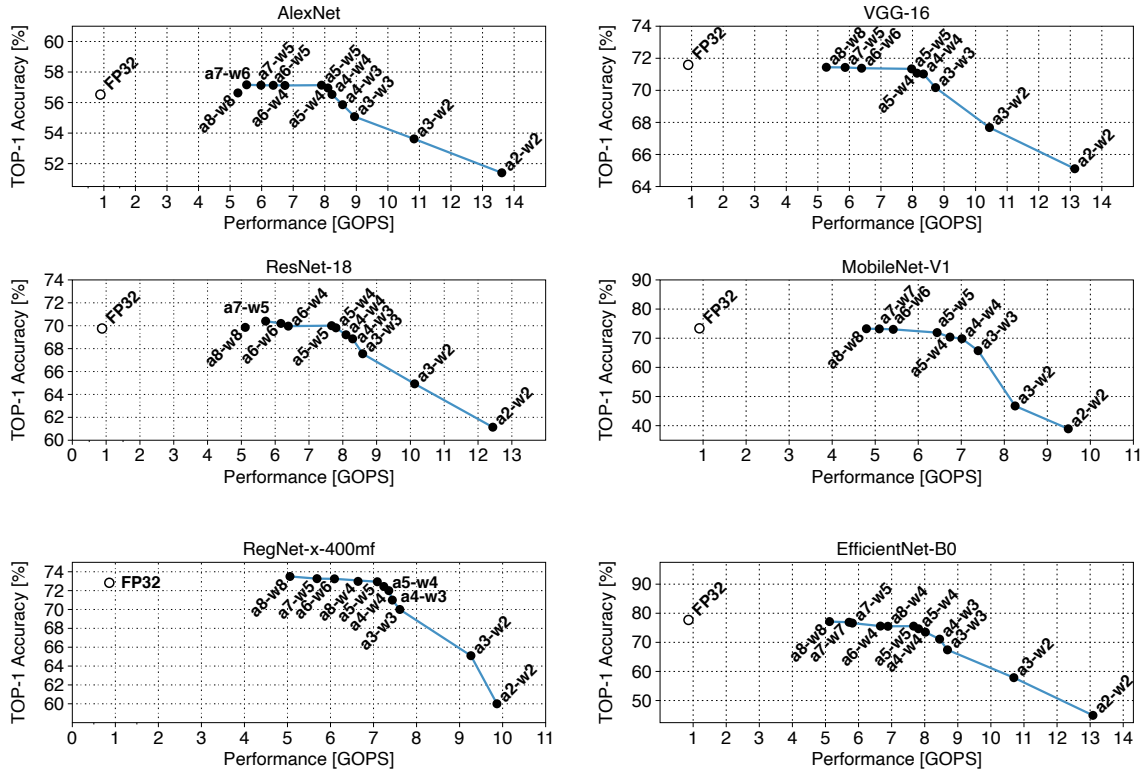 AlexNet
TOP-1 Accuracy [%]
60
58
56
54
52
FP32
a8-w8
a7-w6
a7-w5
a6-w5
a6-w4
a5-w5
a5-w4
a4-w4
a4-w3
a3-w3
a3-w2
a2-w2
1 2 3 4 5 6 7 8 9 10 11 12 13 14
Performance [GOPS]
VGG-16
TOP-1 Accuracy [%]
74
72
70
68
66
64
FP32
a8-w8
a7-w5
a6-w6
a5-w5
a5-w4
a4-w4
a3-w3
a3-w2
a2-w2
1 2 3 4 5 6 7 8 9 10 11 12 13 14
Performance [GOPS]
ResNet-18
TOP-1 Accuracy [%]
74
72
70
68
66
64
62
60
FP32
a8-w8
a7-w5
a6-w6
a6-w4
a5-w5
a5-w4
a4-w4
a4-w3
a3-w3
a3-w2
a2-w2
0 1 2 3 4 5 6 7 8 9 10 11 12 13
Performance [GOPS]
MobileNet-V1
TOP-1 Accuracy [%]
90
80
70
60
50
40
FP32
a8-w8
a7-w7
a6-w6
a5-w5
a5-w4
a4-w4
a3-w3
a3-w2
a2-w2
1 2 3 4 5 6 7 8 9 10 11
Performance [GOPS]
RegNet-x-400mf
TOP-1 Accuracy [%]
74
72
70
68
66
64
62
60
FP32
a8-w8
a7-w5
a6-w6
a8-w4
a5-w5
a5-w4
a4-w4
a4-w3
a3-w3
a3-w2
a2-w2
0 1 2 3 4 5 6 7 8 9 10 11
Performance [GOPS]
EfficientNet-B0
TOP-1 Accuracy [%]
90
80
70
60
50
FP32
a8-w8
a7-w7
a7-w5
a6-w4
a8-w4
a5-w5
a5-w4
a4-w4
a4-w3
a3-w3
a3-w2
a2-w2
0 1 2 3 4 5 6 7 8 9 10 11 12 13 14
Performance [GOPS]